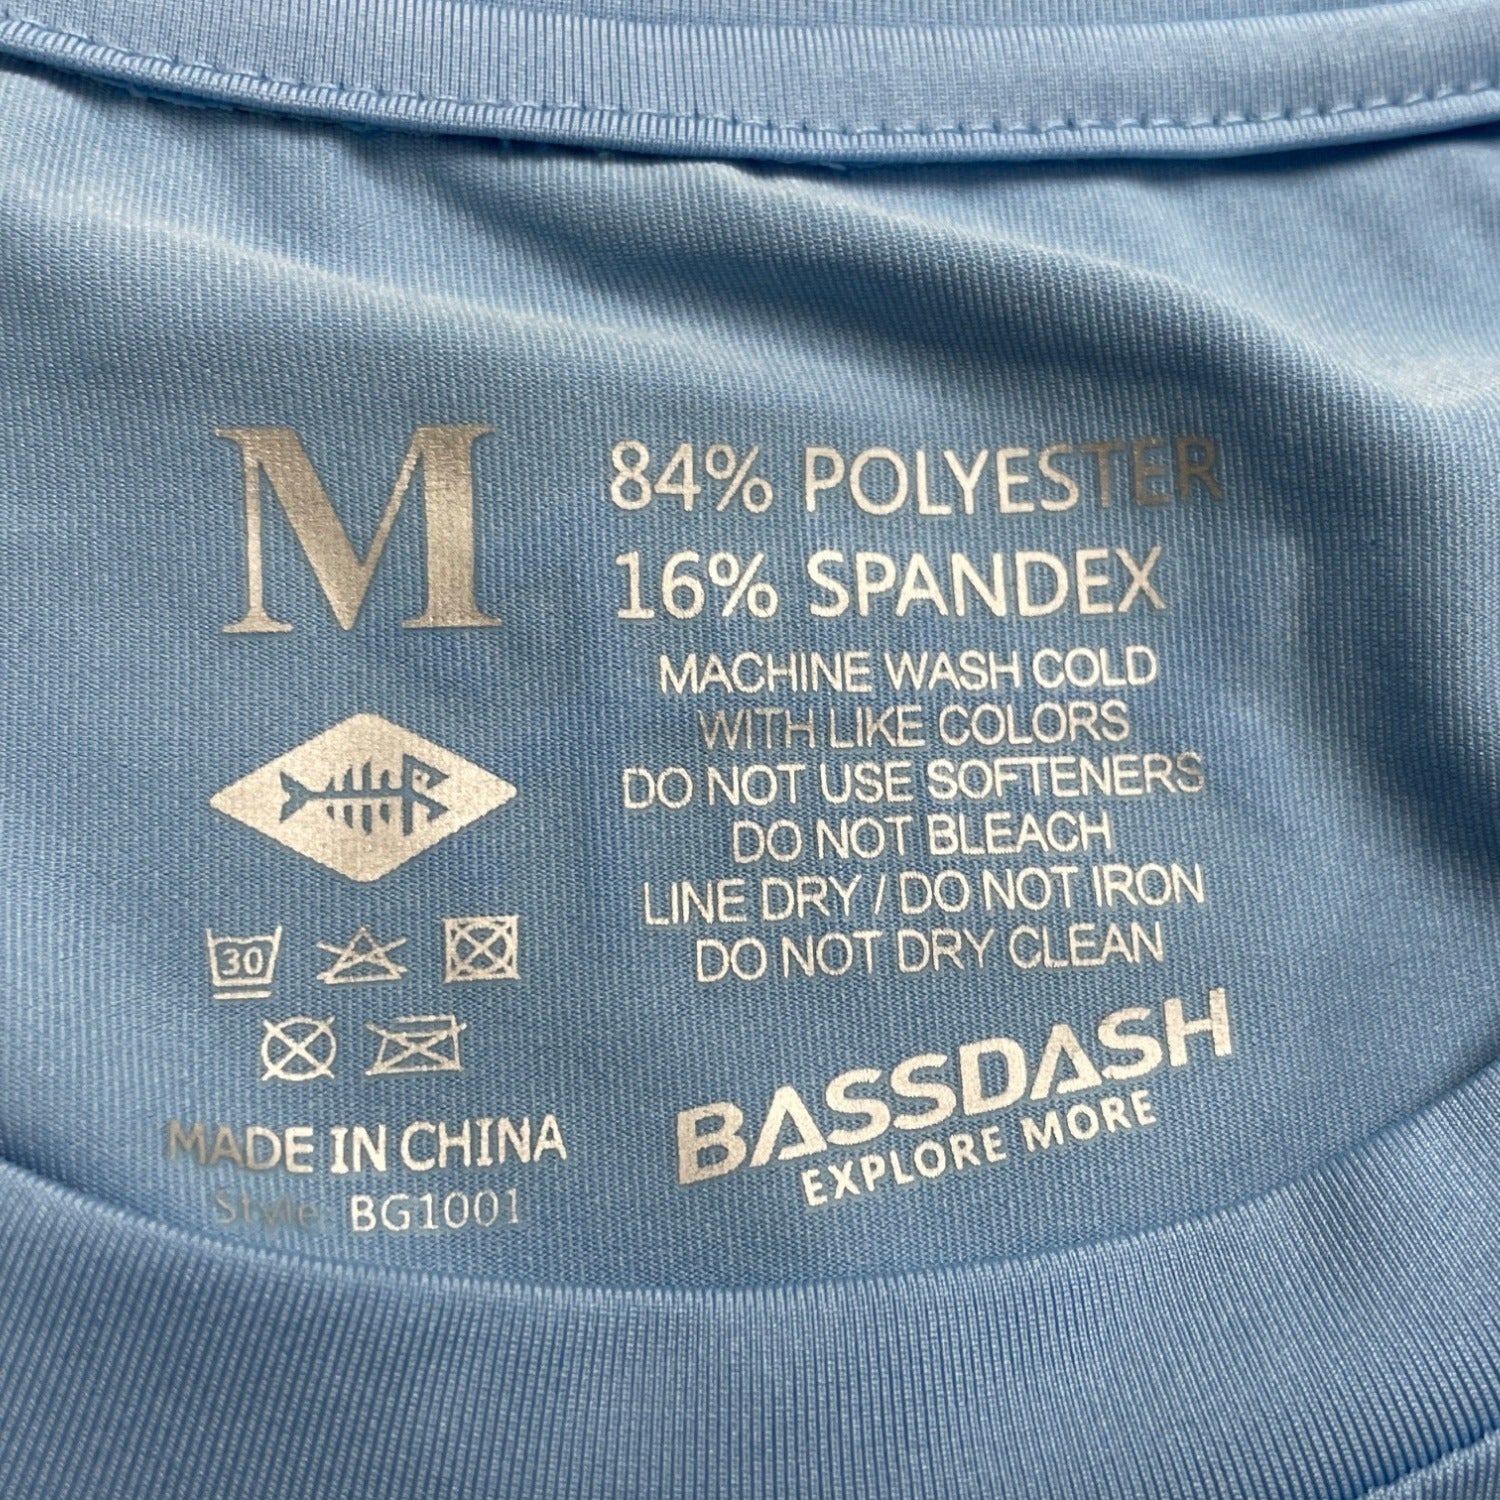 M
84% POLYESTER
16% SPANDEX
MACHINE WASH COLD
WITH LIKE COLORS
DO NOT USE SOFTENERS
DO NOT BLEACH
LINE DRY / DO NOT IRON
DO NOT DRY CLEAN
30
MADE IN CHINA
Style: BG1001
BASSDASH
EXPLORE MORE